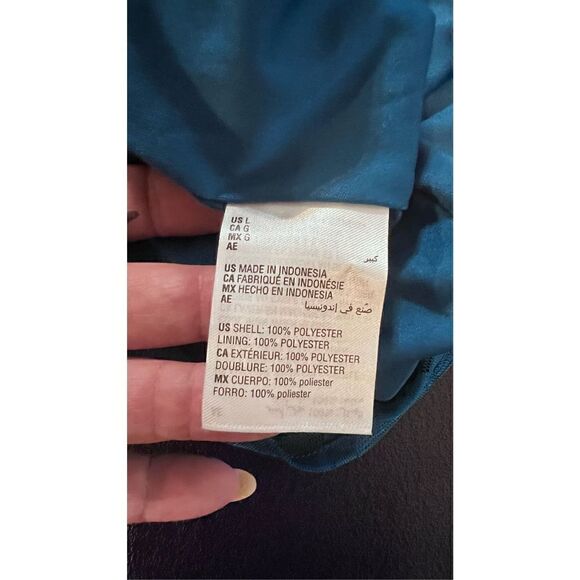 US L
CA G
MX G
AE كبير
US MADE IN INDONESIA
CA FABRIQUÉ EN INDONÉSIE
MX HECHO EN INDONESIA
AE صُنع في إندونيسيا
US SHELL: 100% POLYESTER
LINING: 100% POLYESTER
CA EXTÉRIEUR: 100% POLYESTER
DOUBLURE: 100% POLYESTER
MX CUERPO: 100% poliester
FORRO: 100% poliester